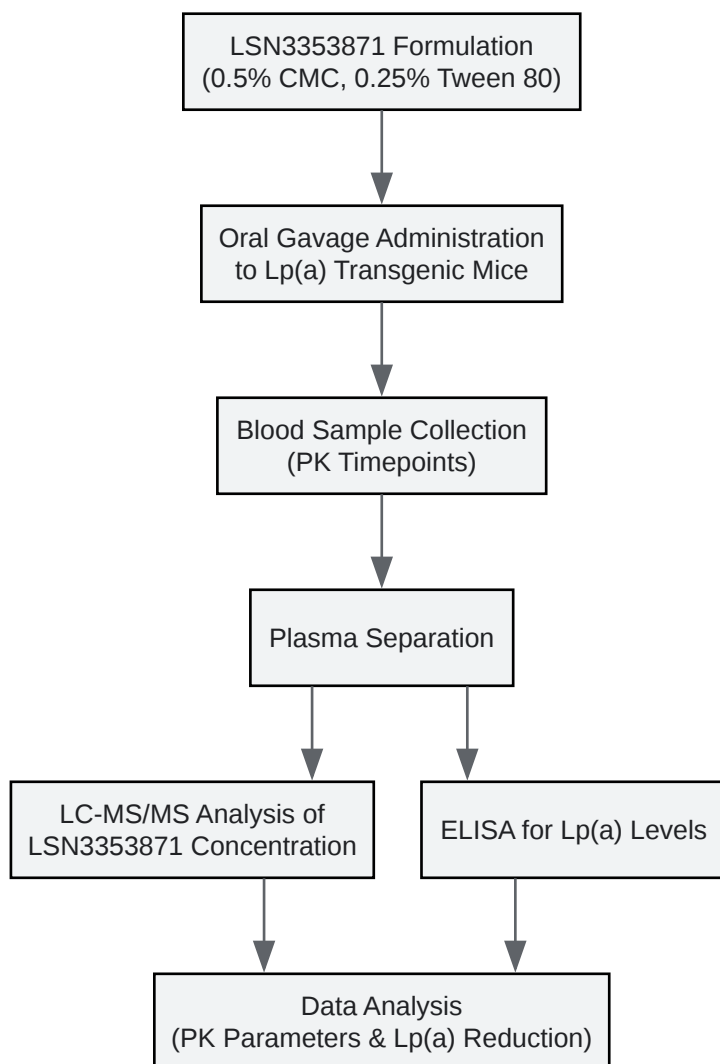 LSN3353871 Formulation
(0.5% CMC, 0.25% Tween 80)
Oral Gavage Administration
to Lp(a) Transgenic Mice
Blood Sample Collection
(PK Timepoints)
Plasma Separation
LC-MS/MS Analysis of
LSN3353871 Concentration
ELISA for Lp(a) Levels
Data Analysis
(PK Parameters & Lp(a) Reduction)